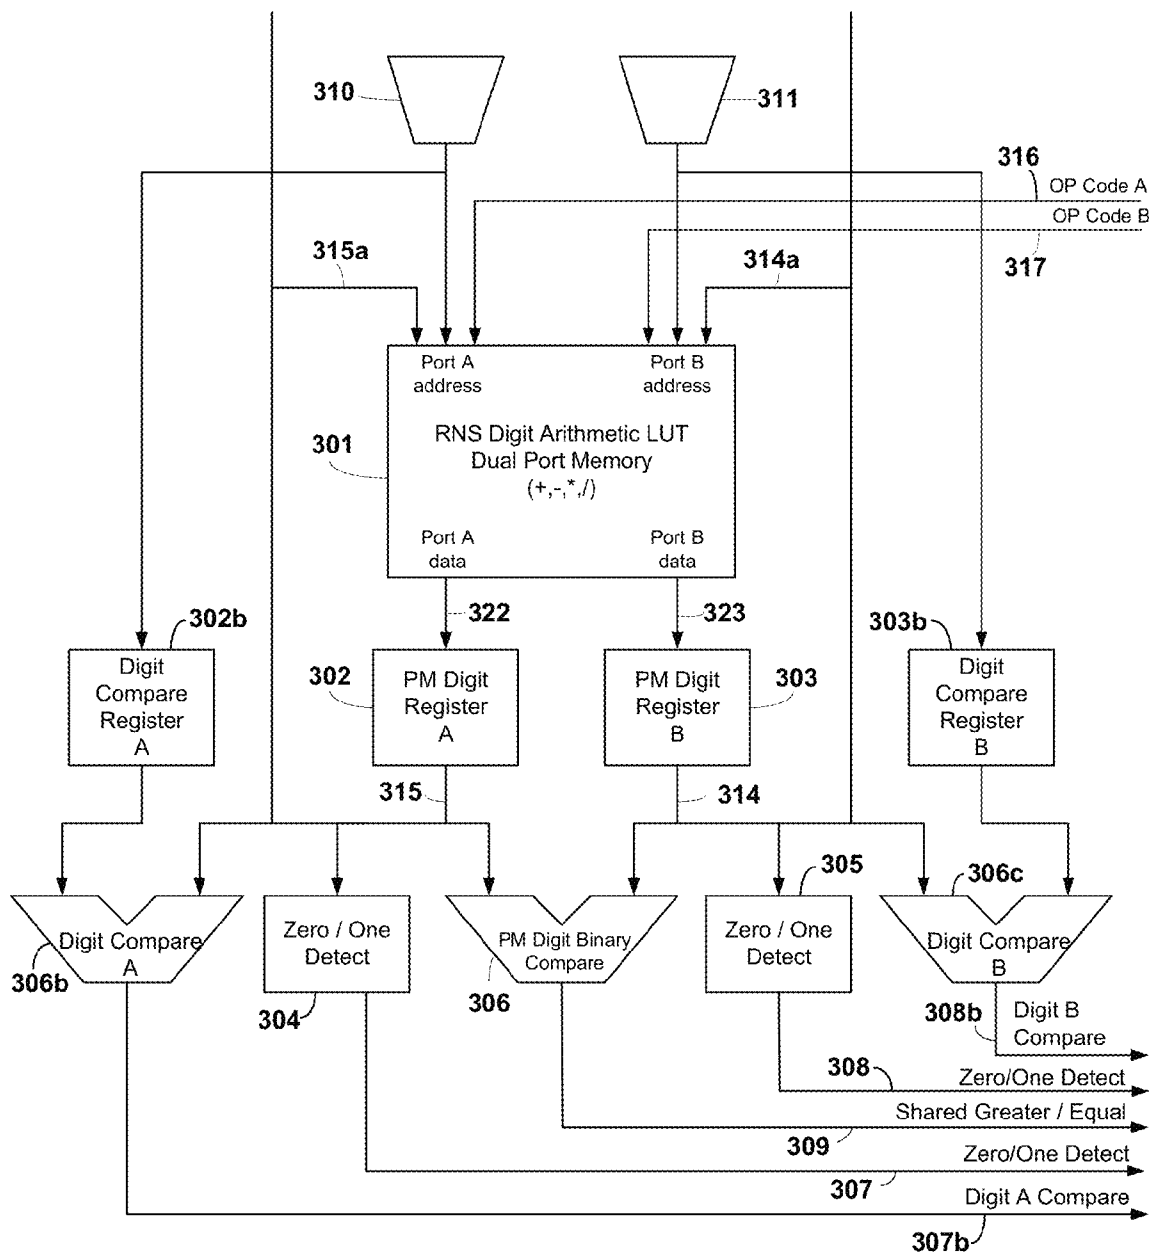 310
311
316
OP Code A
OP Code B
317
315a
314a
Port A
address
Port B
address
301
RNS Digit Arithmetic LUT
Dual Port Memory
(+,-,*,/)
Port A
data
Port B
data
322
323
302b
303b
Digit
Compare
Register
A
302
PM Digit
Register
A
PM Digit
Register
B
303
Digit
Compare
Register
B
315
314
305
306c
Digit Compare
A
306b
Zero / One
Detect
304
PM Digit Binary
Compare
306
Zero / One
Detect
Digit Compare
B
308b
Digit B
Compare
308
Zero/One Detect
Shared Greater / Equal
309
Zero/One Detect
307
Digit A Compare
307b